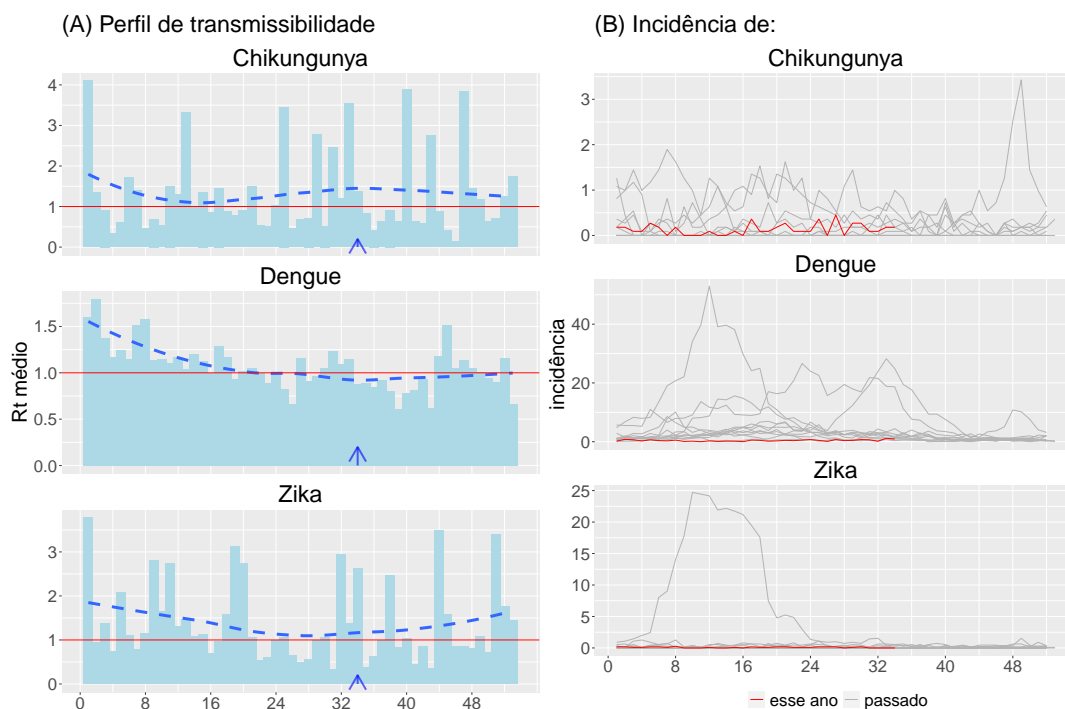 (A) Perfil de transmissibilidade
Chikungunya
4
3
2
1
0
Dengue
Rt médio
1.5
1.0
0.5
0.0
Zika
3
2
1
0
0 8 16 24 32 40 48
(B) Incidência de:
Chikungunya
3
2
1
0
Dengue
incidência
40
20
0
Zika
25
20
15
10
5
0
0 8 16 24 32 40 48
esse ano passado